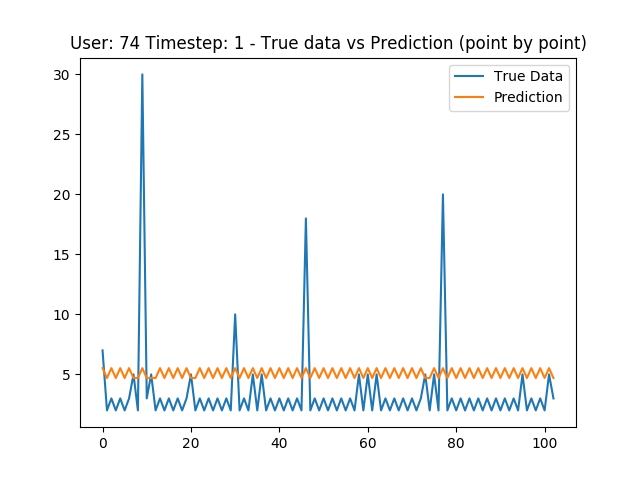 User: 74 Timestep: 1 - True data vs Prediction (point by point)
True Data
Prediction
30
25
20
15
10
5
0 20 40 60 80 100